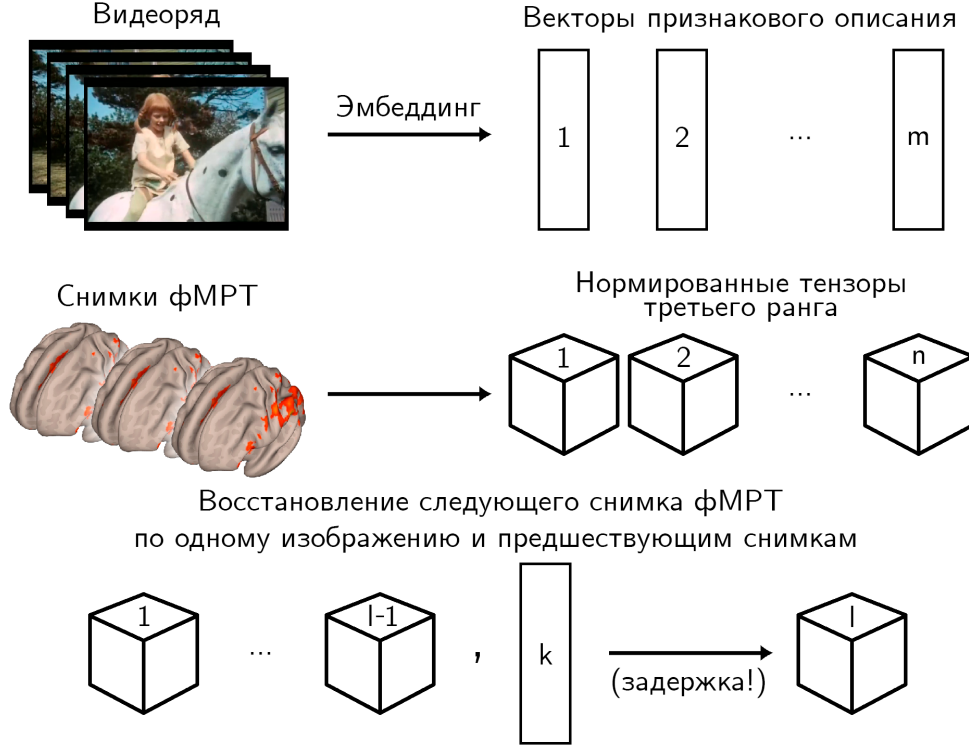 Видеоряд
Векторы признакового описания
Эмбеддинг
1
2
...
m
Снимки фМРТ
Нормированные тензоры
третьего ранга
1
2
...
n
Восстановление следующего снимка фМРТ
по одному изображению и предшествующим снимкам
1
...
l-1
,
k
(задержка!)
l